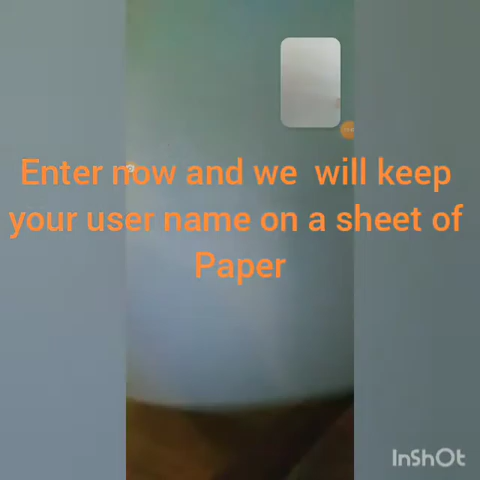 Enter now and we  will keep
your user name on a sheet of
Paper
InShOt